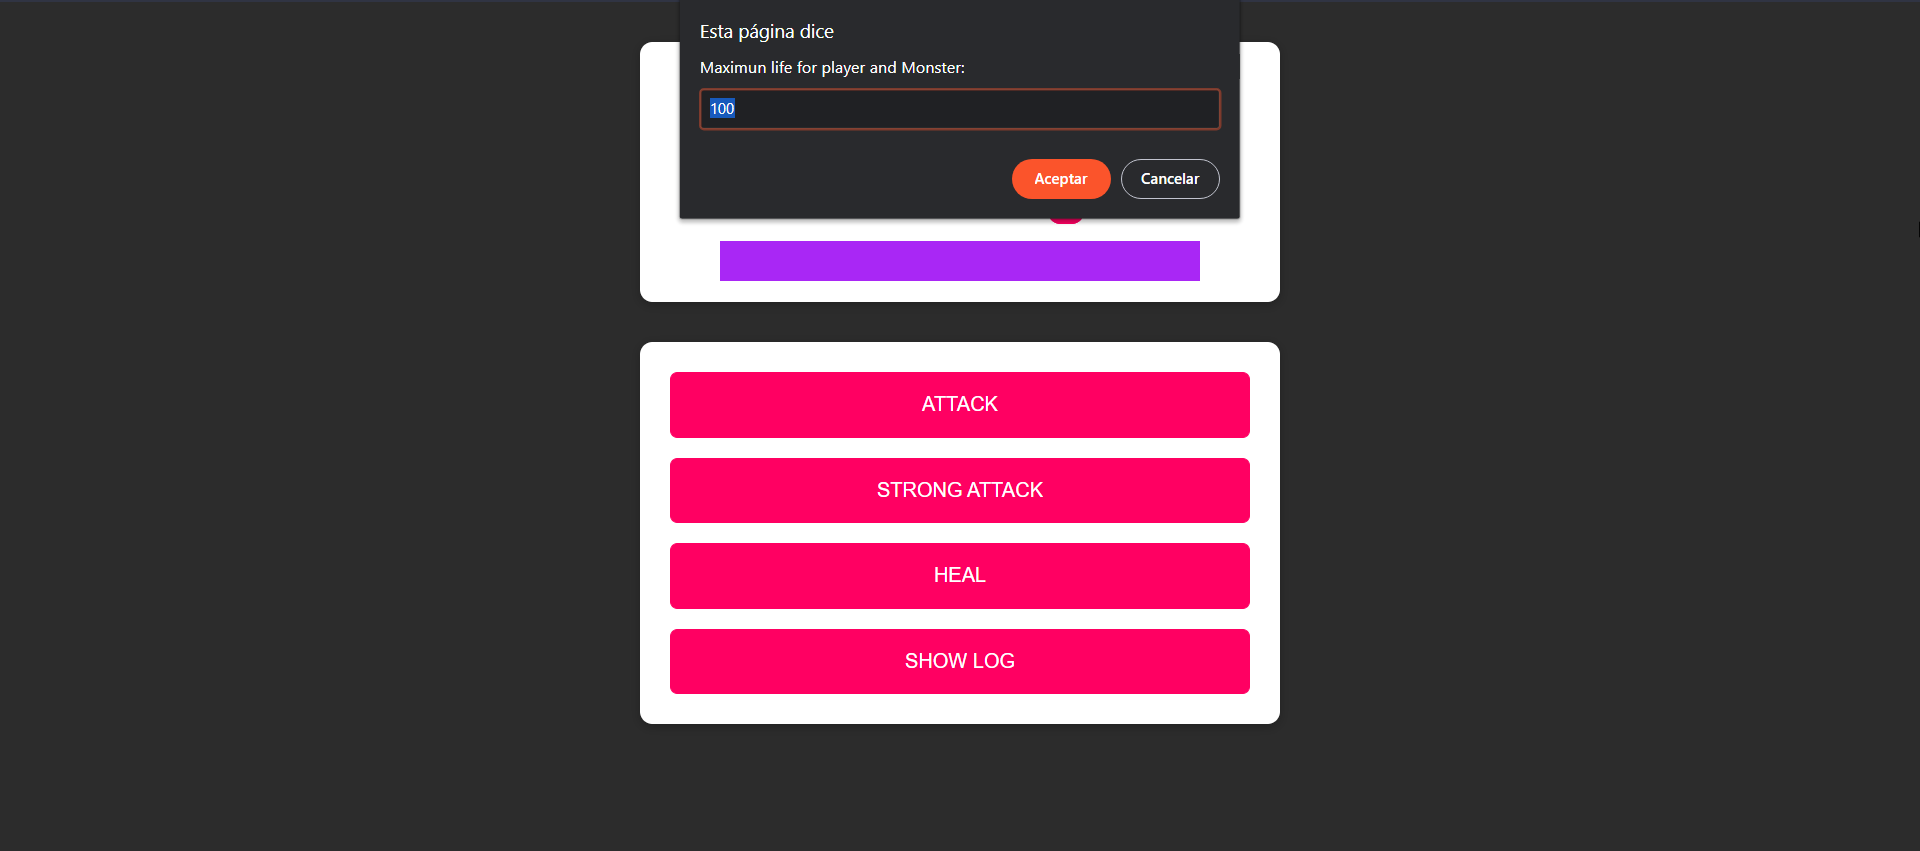 Esta página dice
Maximun life for player and Monster:
100
Aceptar Cancelar
ATTACK
STRONG ATTACK
HEAL
SHOW LOG